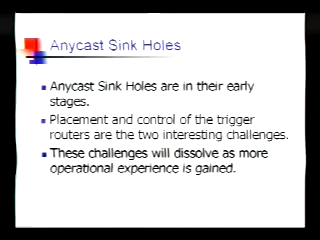 Anycast Sink Holes
Anycast Sink Holes are in their early
stages.
Placement and control of the trigger
routers are the two interesting challenges.
These challenges will dissolve as more
operational experience is gained.